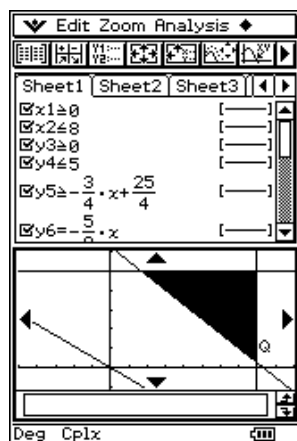 Edit Zoom Analysis
Sheet1 Sheet2 Sheet3
x1≥0 [——]
x2≤8 [——]
y3≥0 [——]
y4≤5 [——]
y5≥-3/4·x+25/4 [——]
y6=-5/8·x [——]
Q
Deg Cplx